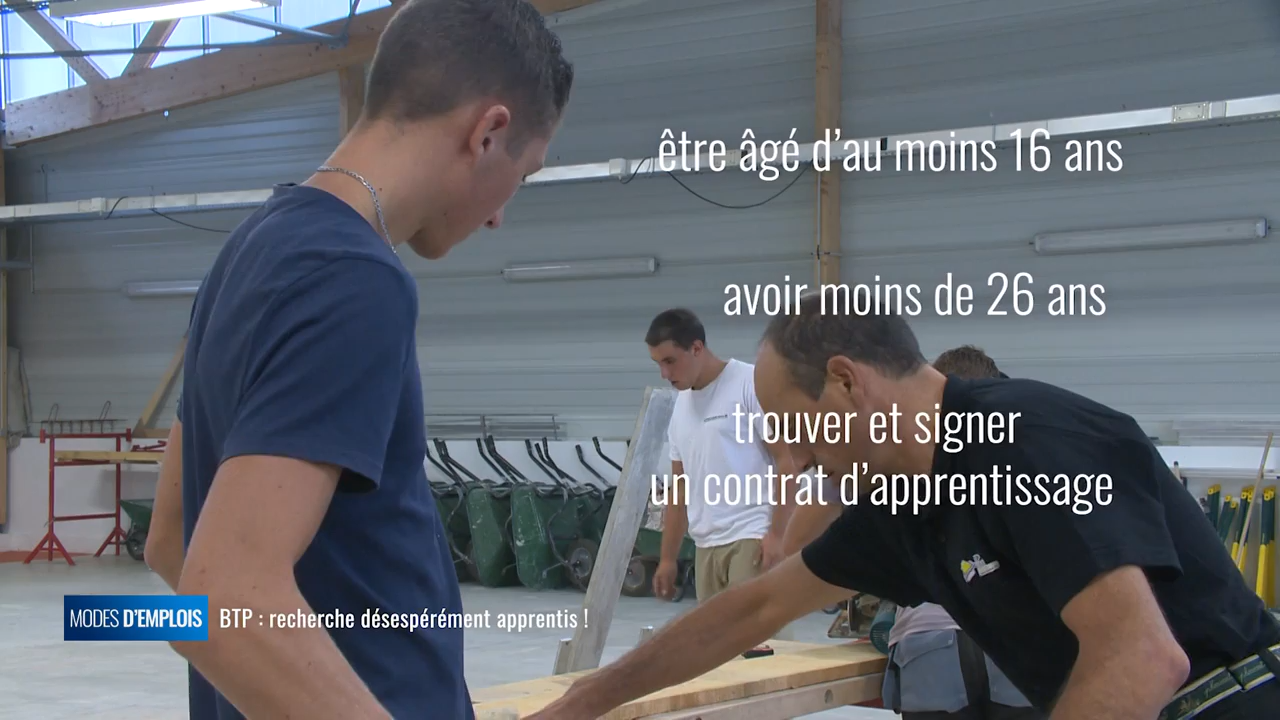 être âgé d’au moins 16 ans
avoir moins de 26 ans
trouver et signer
un contrat d’apprentissage
MODES D'EMPLOIS BTP : recherche désespérément apprentis !